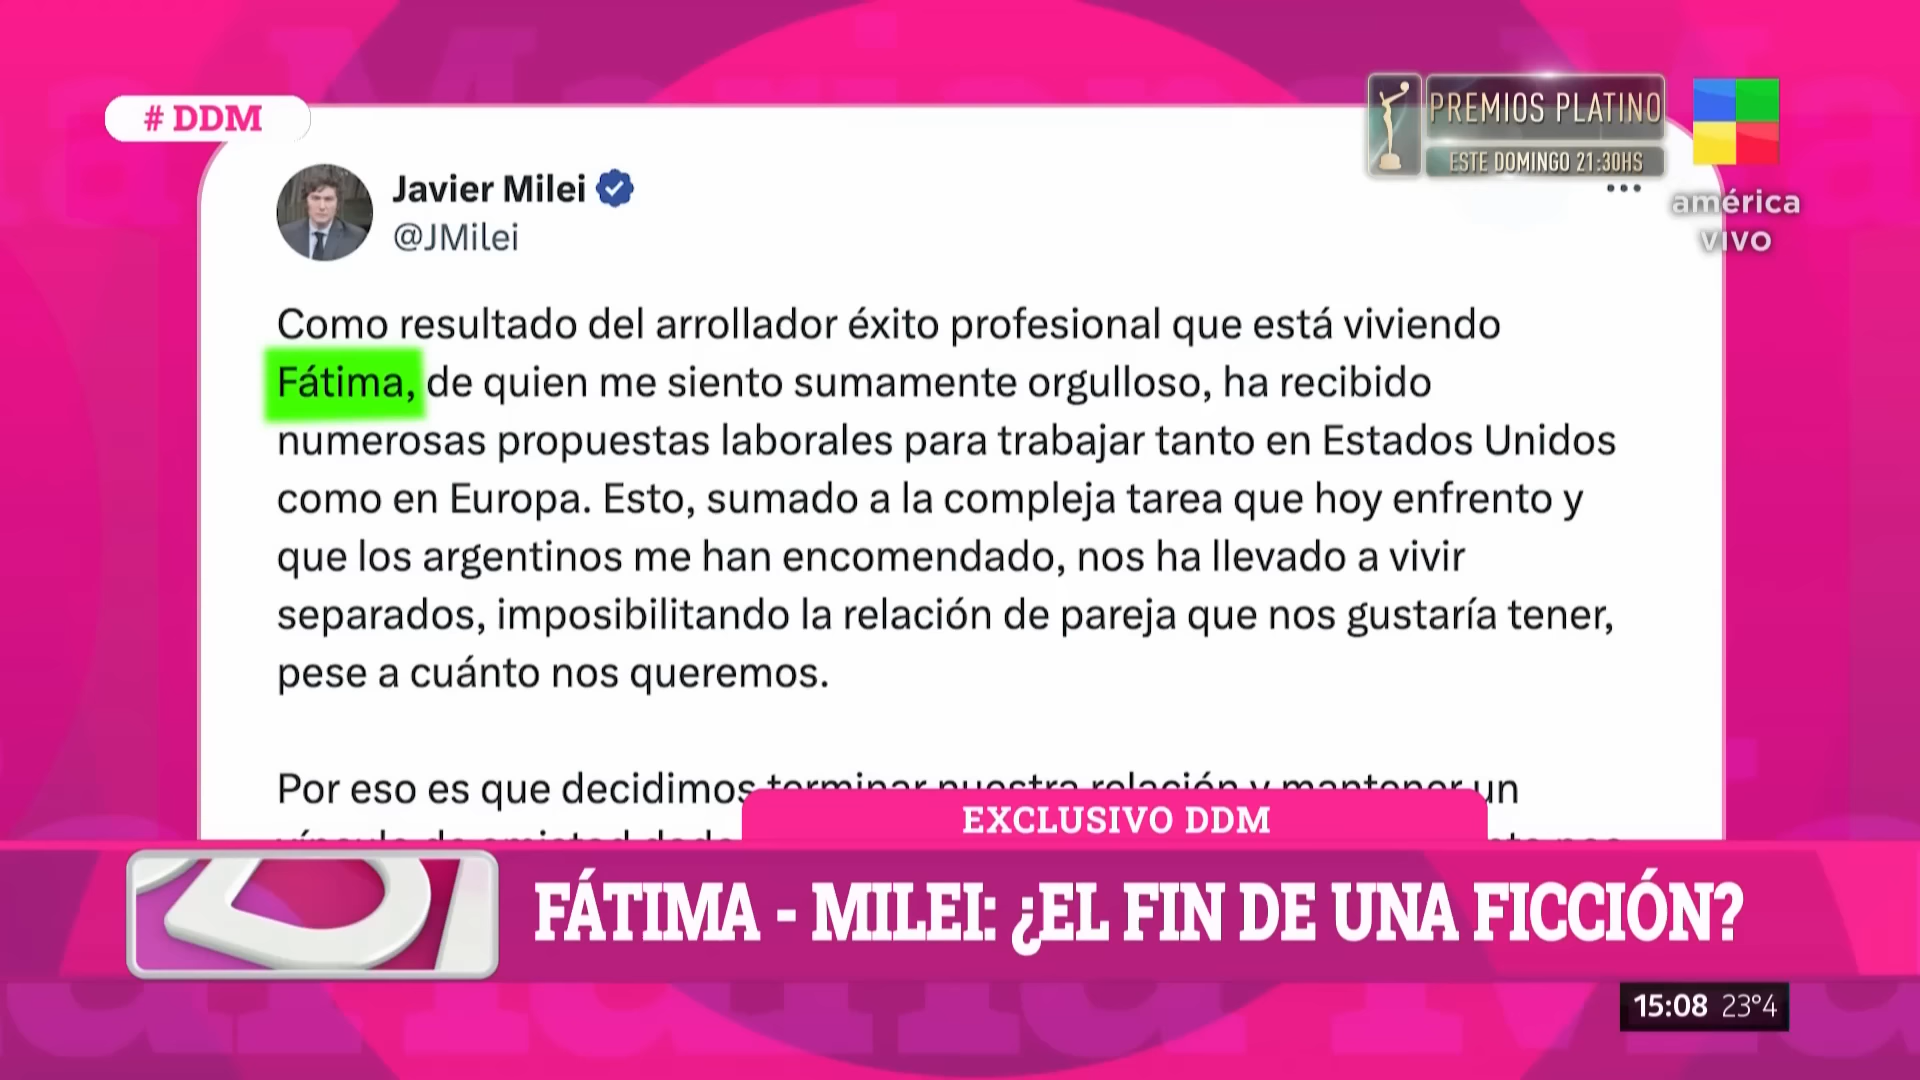 # DDM
PREMIOS PLATINO
ESTE DOMINGO 21:30HS
américa
VIVO
Javier Milei
@JMilei
Como resultado del arrollador éxito profesional que está viviendo
Fátima, de quien me siento sumamente orgulloso, ha recibido
numerosas propuestas laborales para trabajar tanto en Estados Unidos
como en Europa. Esto, sumado a la compleja tarea que hoy enfrento y
que los argentinos me han encomendado, nos ha llevado a vivir
separados, imposibilitando la relación de pareja que nos gustaría tener,
pese a cuánto nos queremos.
Por eso es que decidimos terminar nuestra relación y mantener un
EXCLUSIVO DDM
FÁTIMA - MILEI: ¿EL FIN DE UNA FICCIÓN?
15:08 23°4